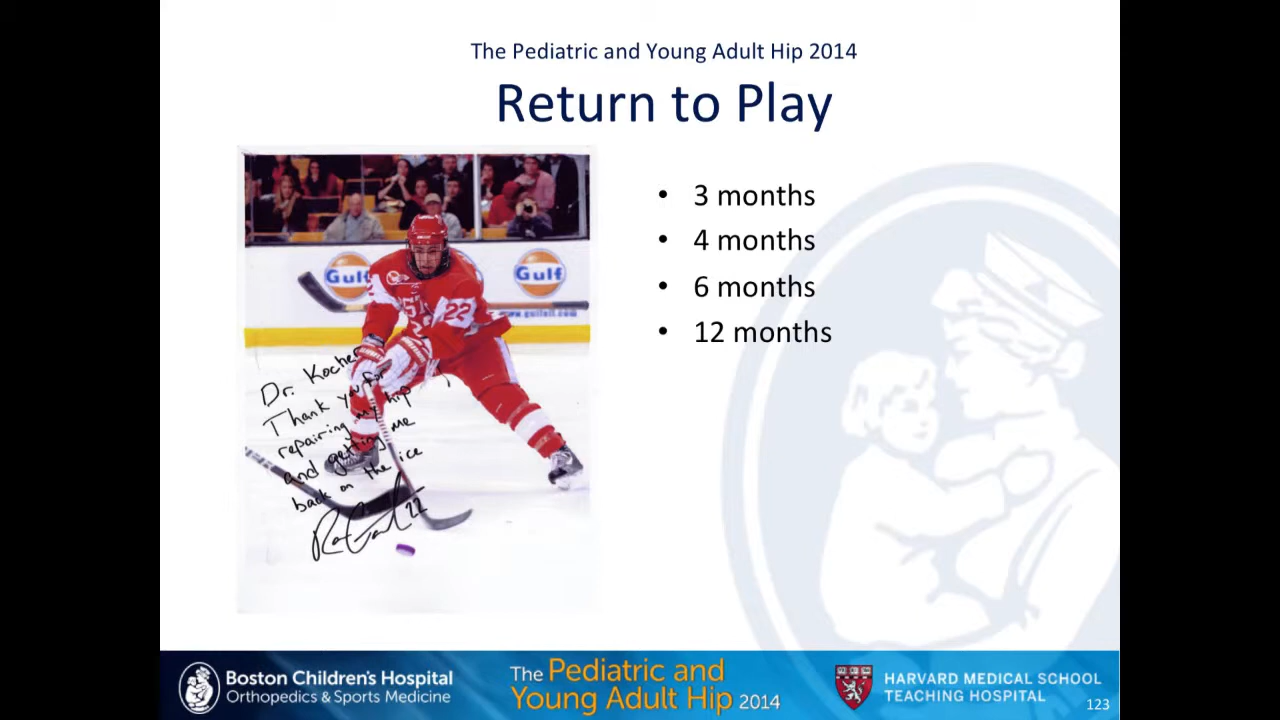 The Pediatric and Young Adult Hip 2014
Return to Play
• 3 months
• 4 months
• 6 months
• 12 months
Gulf
Gulf
22
Dr. Kocher
Thank you for
repairing my hip
and getting me
back on the ice
22
Boston Children's Hospital
Orthopedics & Sports Medicine
The Pediatric and
Young Adult Hip 2014
HARVARD MEDICAL SCHOOL
TEACHING HOSPITAL
123